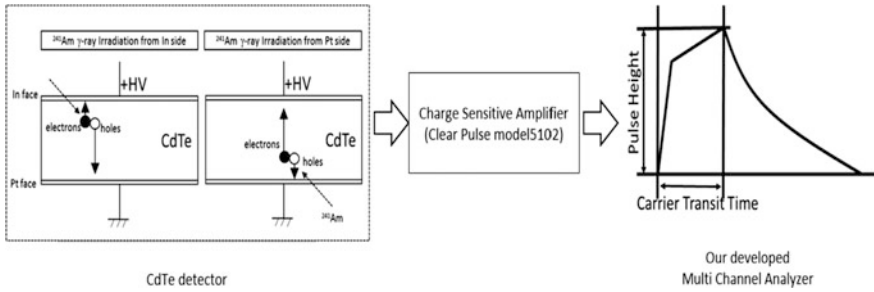 ²⁴¹Am γ-ray Irradiation from In side
²⁴¹Am γ-ray Irradiation from Pt side
+HV
+HV
In face
electrons
holes
CdTe
electrons
holes
CdTe
Pt face
²⁴¹Am
CdTe detector
Charge Sensitive Amplifier
(Clear Pulse model5102)
Pulse Height
Carrier Transit Time
Our developed
Multi Channel Analyzer